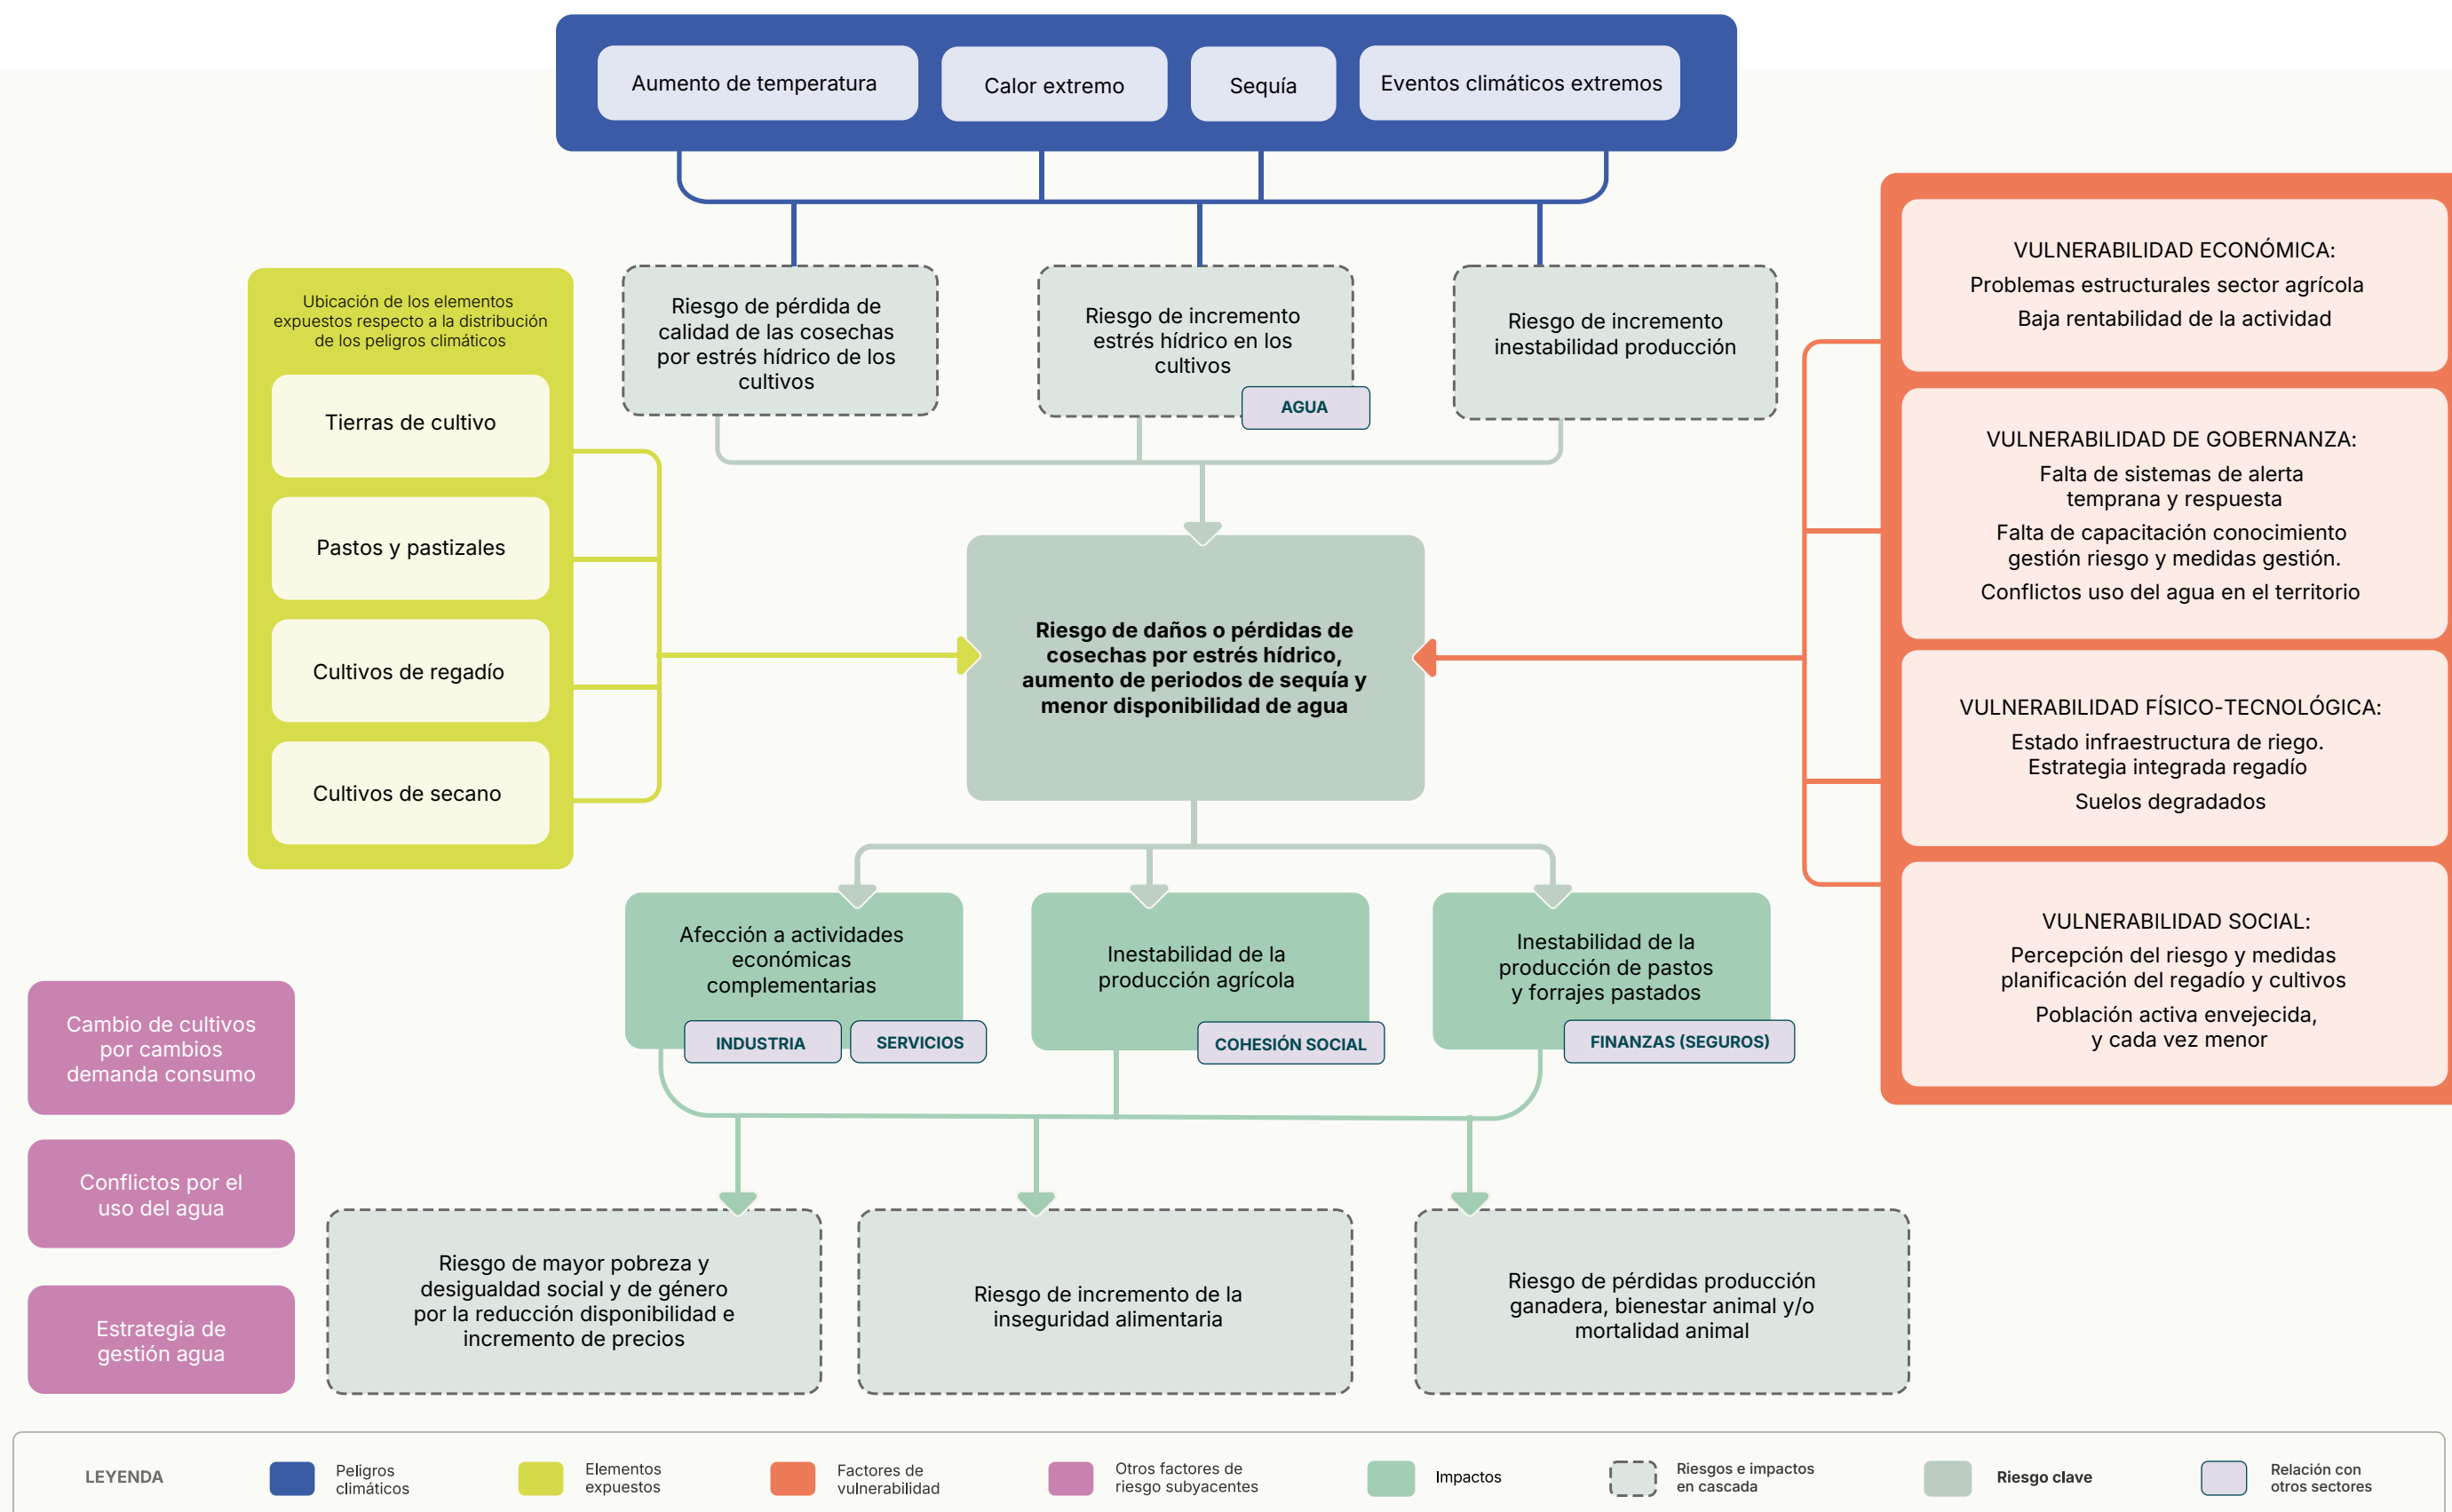 Aumento de temperatura
Calor extremo
Sequía
Eventos climáticos extremos
Riesgo de pérdida de
calidad de las cosechas
por estrés hídrico de los
cultivos
Riesgo de incremento
estrés hídrico en los
cultivos
AGUA
Riesgo de incremento
inestabilidad producción
Ubicación de los elementos
expuestos respecto a la distribución
de los peligros climáticos
Tierras de cultivo
Pastos y pastizales
Cultivos de regadío
Cultivos de secano
Riesgo de daños o pérdidas de
cosechas por estrés hídrico,
aumento de periodos de sequía y
menor disponibilidad de agua
VULNERABILIDAD ECONÓMICA:
Problemas estructurales sector agrícola
Baja rentabilidad de la actividad
VULNERABILIDAD DE GOBERNANZA:
Falta de sistemas de alerta
temprana y respuesta
Falta de capacitación conocimiento
gestión riesgo y medidas gestión.
Conflictos uso del agua en el territorio
VULNERABILIDAD FÍSICO-TECNOLÓGICA:
Estado infraestructura de riego.
Estrategia integrada regadío
Suelos degradados
VULNERABILIDAD SOCIAL:
Percepción del riesgo y medidas
planificación del regadío y cultivos
Población activa envejecida,
y cada vez menor
Afección a actividades
económicas
complementarias
INDUSTRIA
SERVICIOS
Inestabilidad de la
producción agrícola
COHESIÓN SOCIAL
Inestabilidad de la
producción de pastos
y forrajes pastados
FINANZAS (SEGUROS)
Cambio de cultivos
por cambios
demanda consumo
Conflictos por el
uso del agua
Estrategia de
gestión agua
Riesgo de mayor pobreza y
desigualdad social y de género
por la reducción disponibilidad e
incremento de precios
Riesgo de incremento de la
inseguridad alimentaria
Riesgo de pérdidas producción
ganadera, bienestar animal y/o
mortalidad animal
LEYENDA
Peligros
climáticos
Elementos
expuestos
Factores de
vulnerabilidad
Otros factores de
riesgo subyacentes
Impactos
Riesgos e impactos
en cascada
Riesgo clave
Relación con
otros sectores